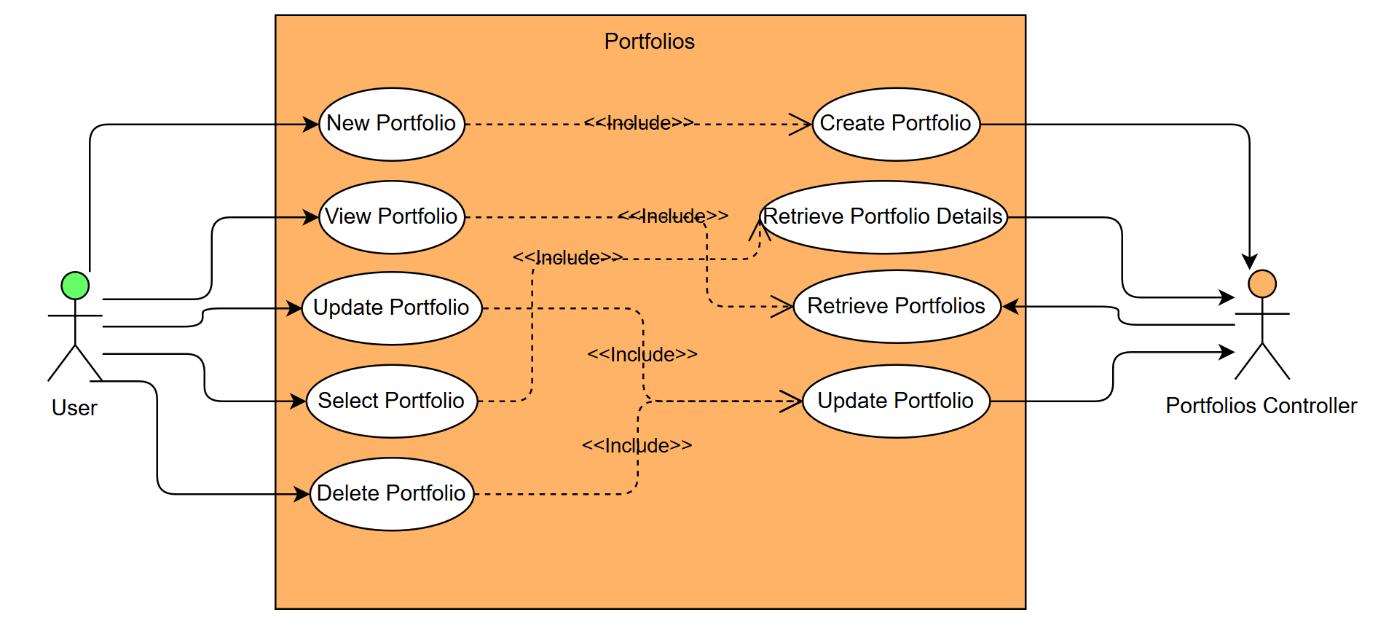 Portfolios
New Portfolio
<<Include>>
Create Portfolio
View Portfolio
<<Include>>
Retrieve Portfolio Details
<<Include>>
Update Portfolio
Retrieve Portfolios
<<Include>>
Select Portfolio
Update Portfolio
User
Portfolios Controller
<<Include>>
Delete Portfolio